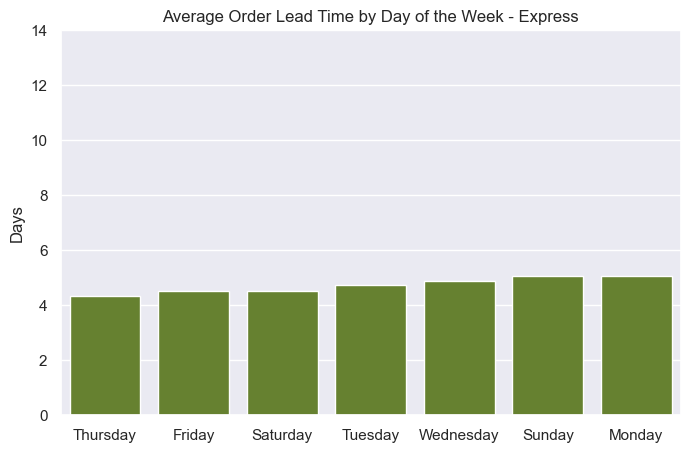 Average Order Lead Time by Day of the Week - Express
Days
14
12
10
8
6
4
2
0
Thursday Friday Saturday Tuesday Wednesday Sunday Monday